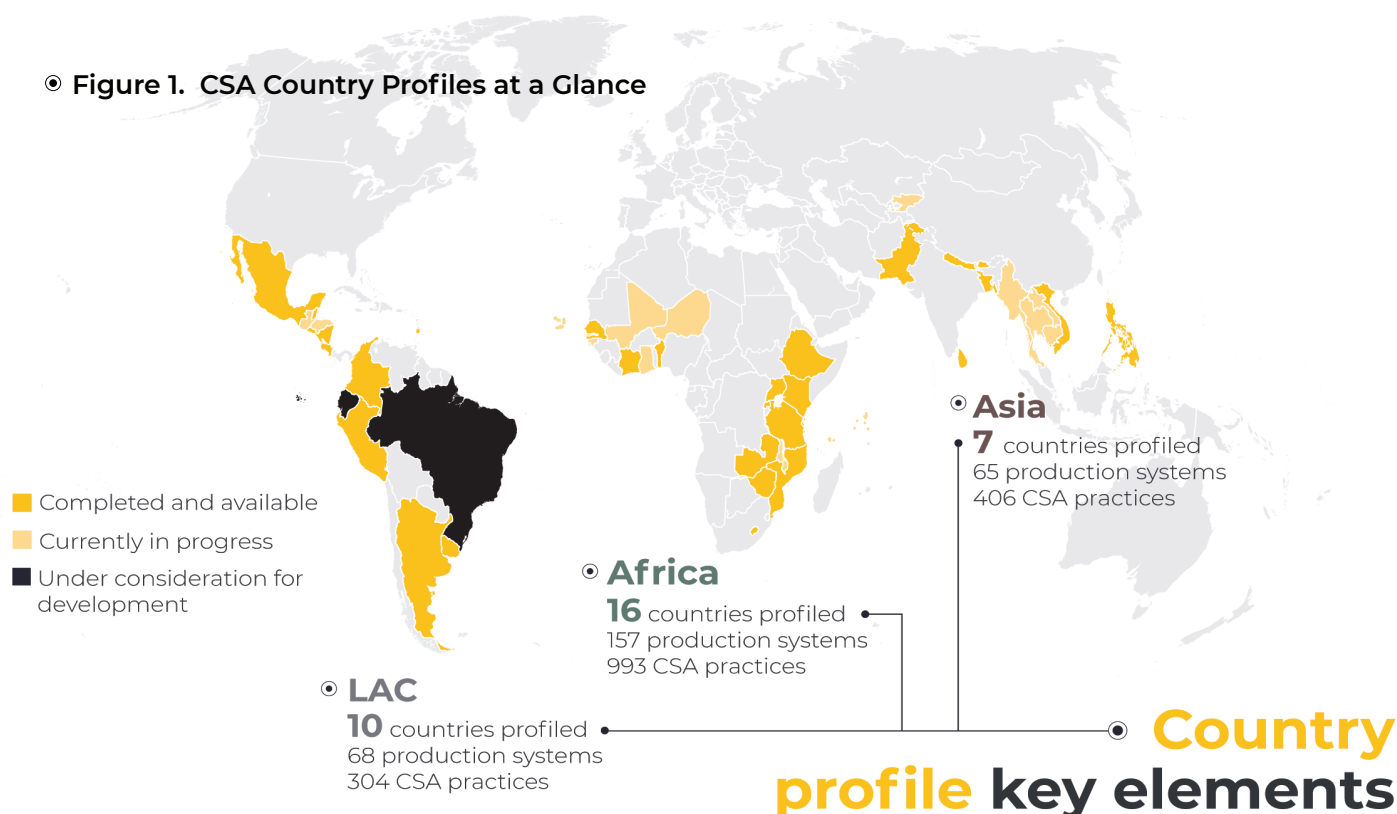 Figure 1. CSA Country Profiles at a Glance
Asia
7 countries profiled
65 production systems
406 CSA practices
Completed and available
Currently in progress
Under consideration for
development
Africa
16 countries profiled
157 production systems
993 CSA practices
LAC
10 countries profiled
68 production systems
304 CSA practices
Country
profile key elements